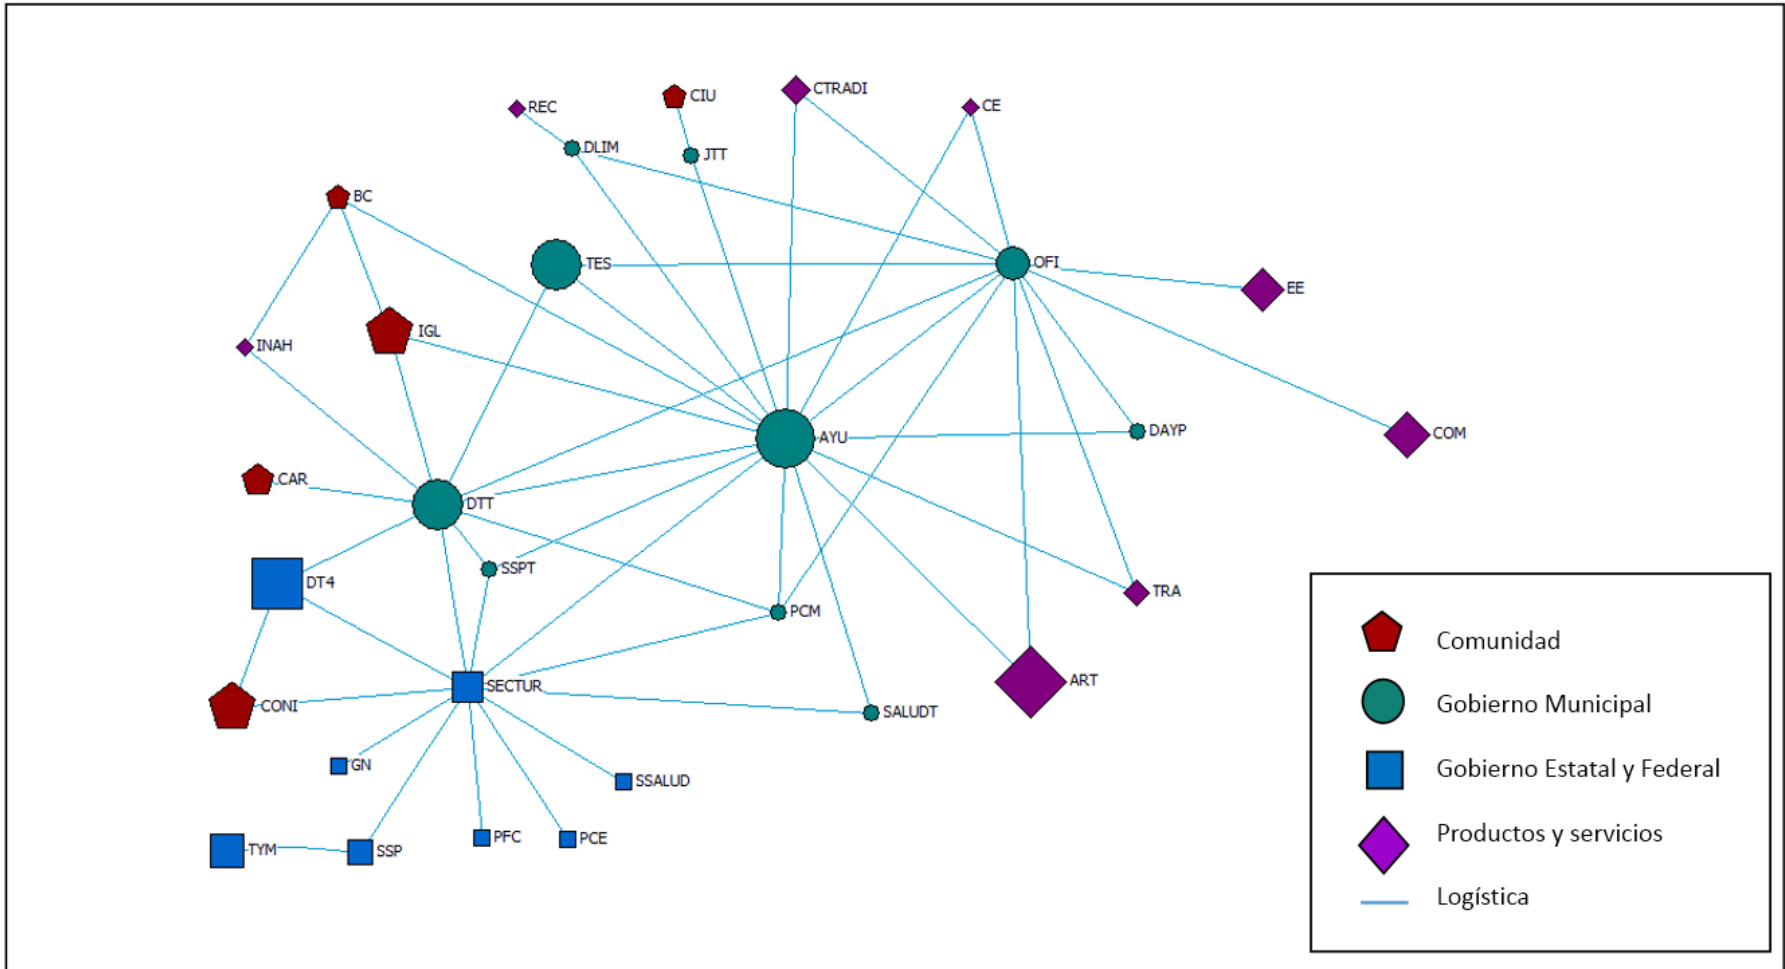 CIU
CTRADI
REC
CE
DLIM
JTT
BC
TES
OFI
EE
IGL
INAH
AYU
DAYP
COM
CAR
DTT
SSPT
DT4
TRA
PCM
ART
SECTUR
CONI
SALUDT
GN
SSALUD
PFC
PCE
TYM
SSP
Comunidad
Gobierno Municipal
Gobierno Estatal y Federal
Productos y servicios
Logística